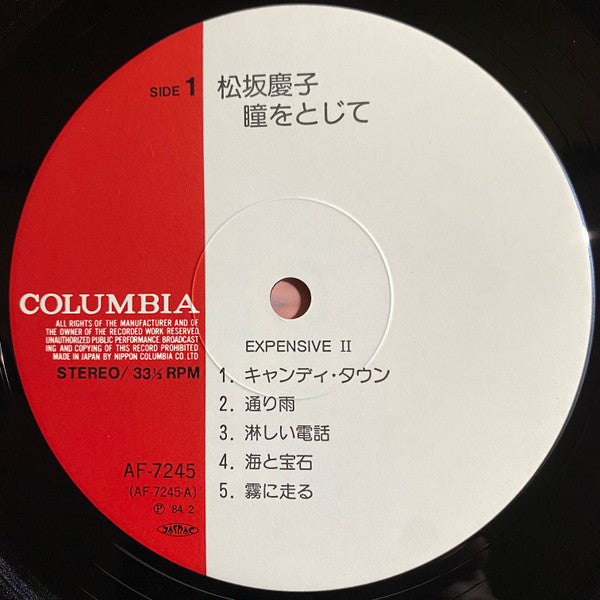 SIDE 1
松坂慶子
瞳をとじて
COLUMBIA
ALL RIGHTS OF THE MANUFACTURER AND OF
THE OWNER OF THE RECORDED WORK RESERVED.
UNAUTHORIZED PUBLIC PERFORMANCE, BROADCAST
ING AND COPYING OF THIS RECORD PROHIBITED
MADE IN JAPAN BY NIPPON COLUMBIA CO. LTD
STEREO/33⅓ RPM
EXPENSIVE II
1. キャンディ・タウン
2. 通り雨
3.淋しい電話
4. 海と宝石
5. 霧に走る
AF-7245
(AF-7245-A)
Ⓟ '84. 2
JASRAC